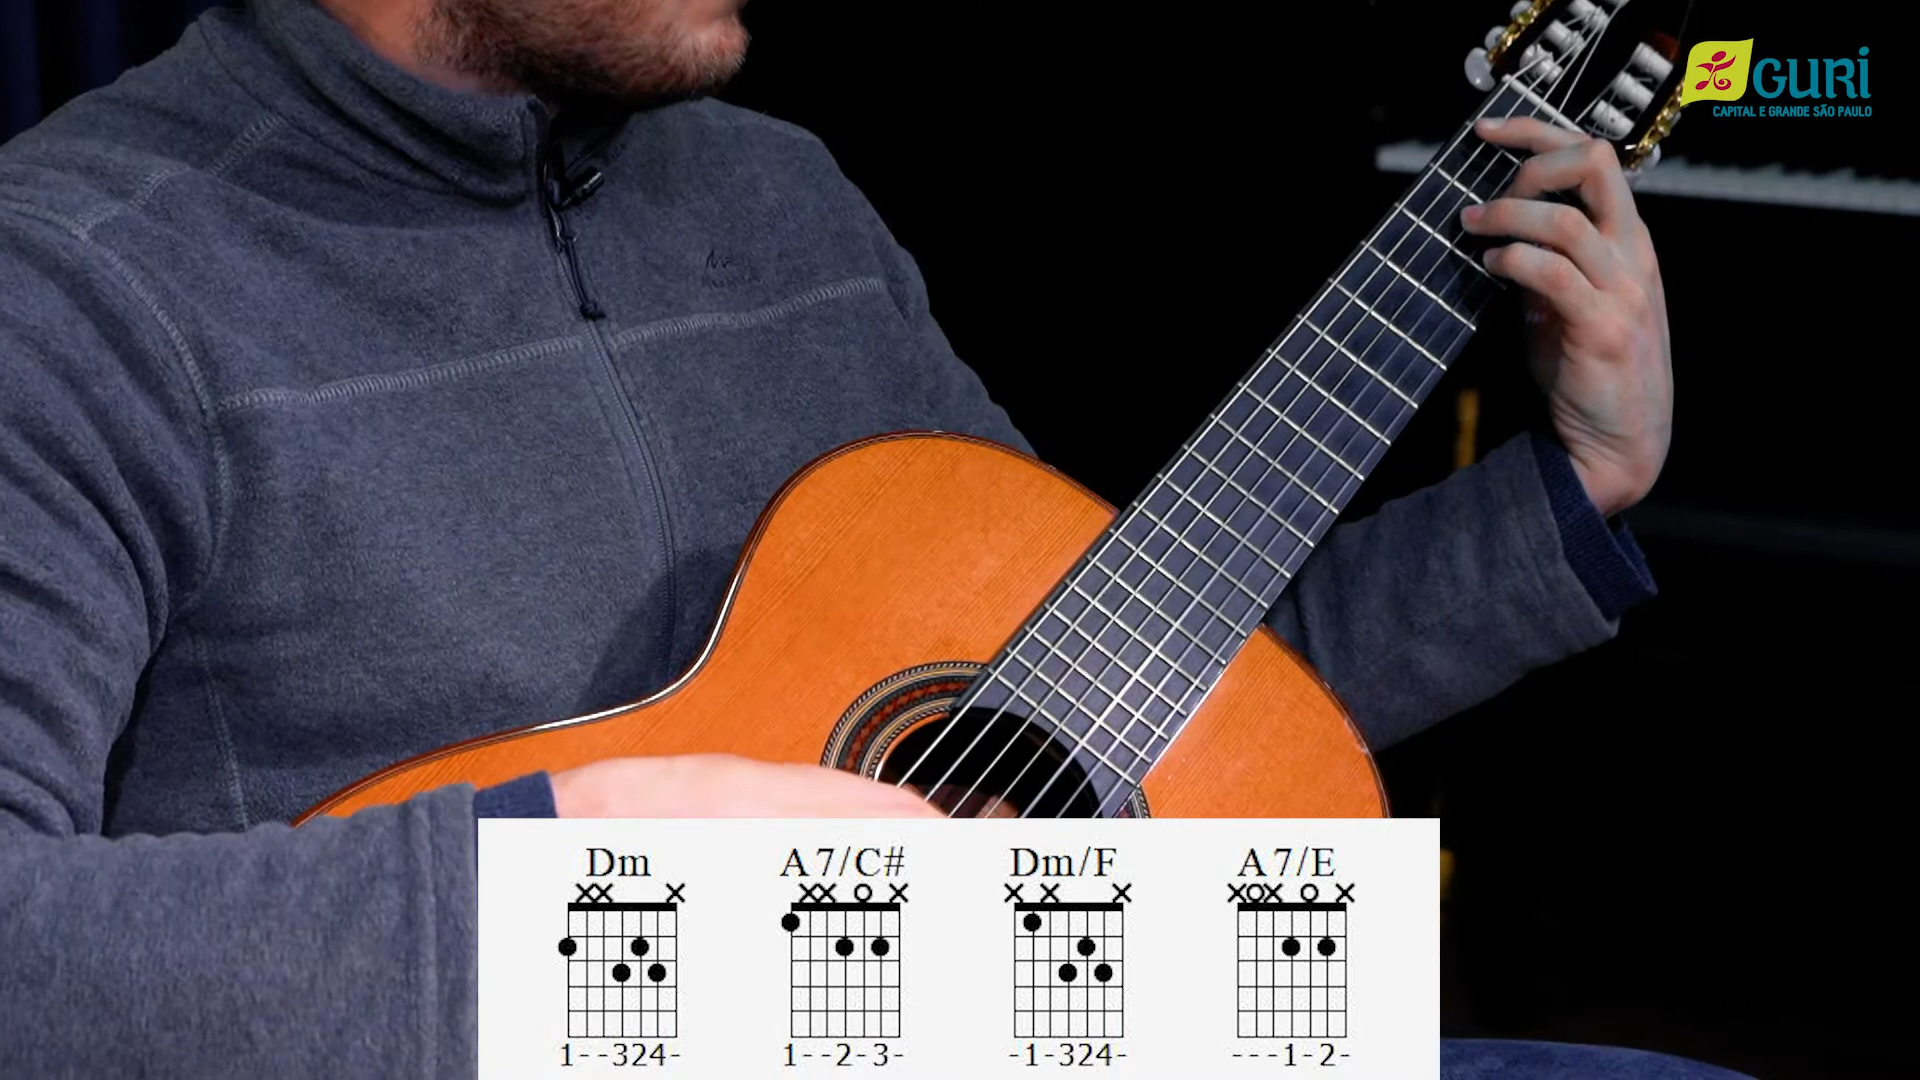 GURI
CAPITAL E GRANDE SÃO PAULO
Dm
A7/C#
Dm/F
A7/E
1--324-
1--2-3-
-1-324-
---1-2-